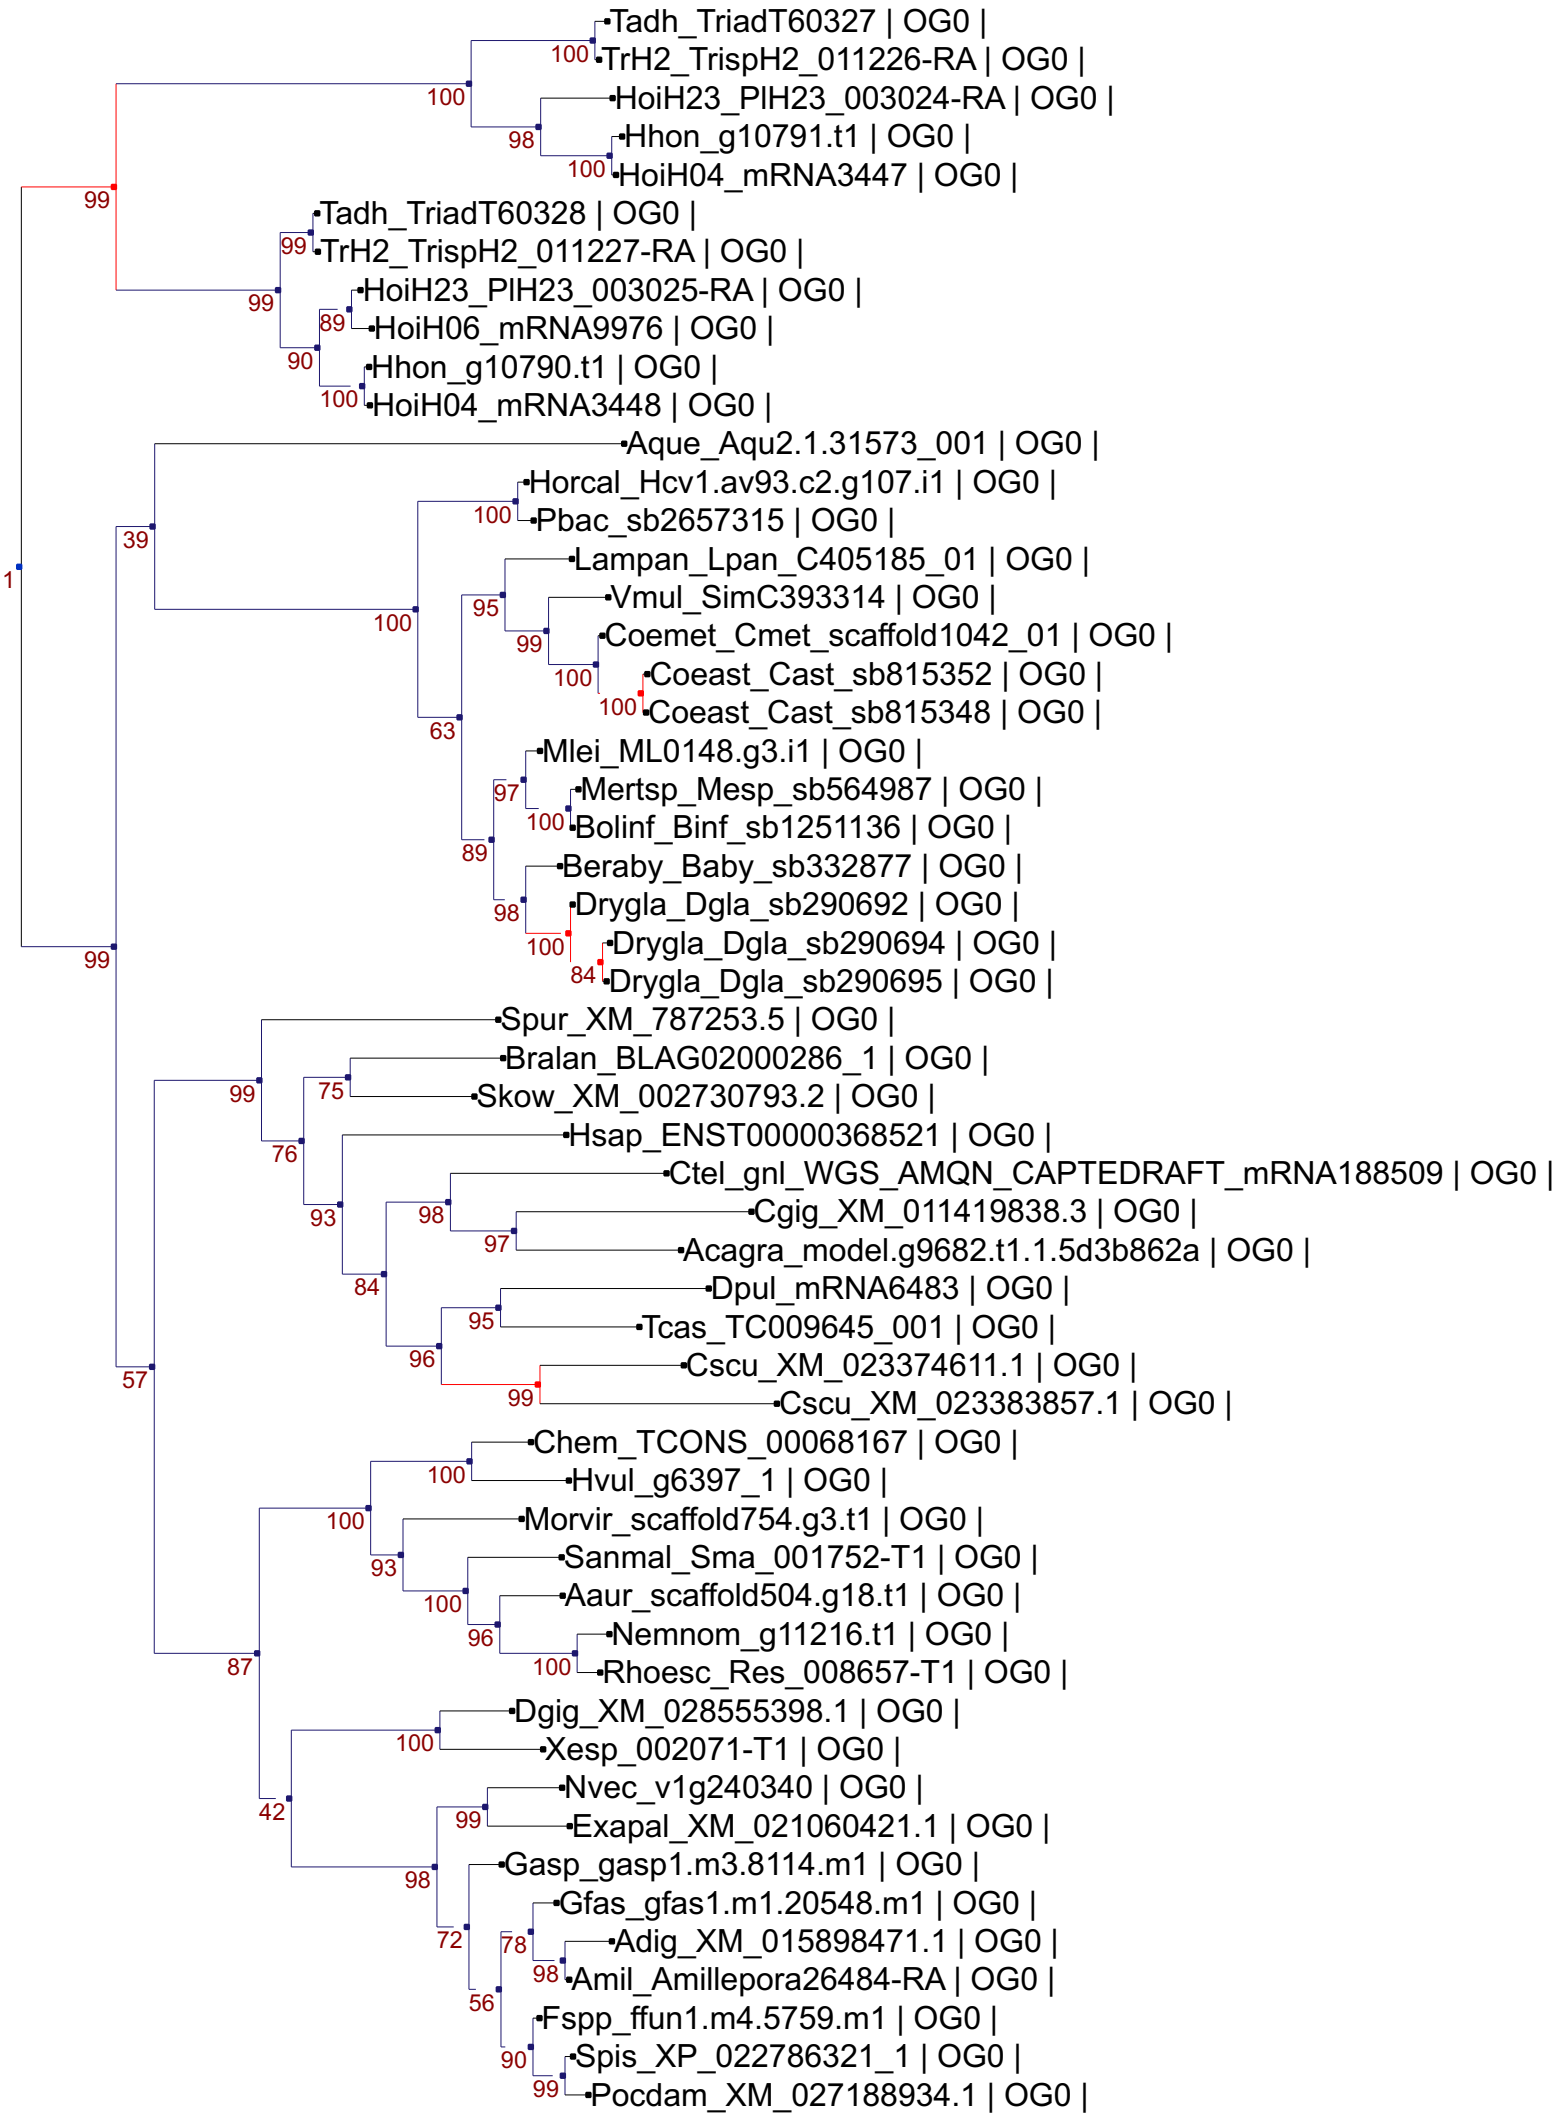 Tadh_TriadT60327 | OG0 |
100
TrH2_TrispH2_011226-RA | OG0 |
100
HoiH23_PlH23_003024-RA | OG0 |
98
Hhon_g10791.t1 | OG0 |
100
HoiH04_mRNA3447 | OG0 |
99
Tadh_TriadT60328 | OG0 |
99
TrH2_TrispH2_011227-RA | OG0 |
99
HoiH23_PlH23_003025-RA | OG0 |
89
HoiH06_mRNA9976 | OG0 |
90
Hhon_g10790.t1 | OG0 |
100
HoiH04_mRNA3448 | OG0 |
Aque_Aqu2.1.31573_001 | OG0 |
Horcal_Hcv1.av93.c2.g107.i1 | OG0 |
100
Pbac_sb2657315 | OG0 |
39
Lampan_Lpan_C405185_01 | OG0 |
1
Vmul_SimC393314 | OG0 |
95
100
Coemet_Cmet_scaffold1042_01 | OG0 |
99
Coeast_Cast_sb815352 | OG0 |
100
100
Coeast_Cast_sb815348 | OG0 |
63
Mlei_ML0148.g3.i1 | OG0 |
97
Mertsp_Mesp_sb564987 | OG0 |
100
Bolinf_Binf_sb1251136 | OG0 |
89
Beraby_Baby_sb332877 | OG0 |
98
Drygla_Dgla_sb290692 | OG0 |
100
Drygla_Dgla_sb290694 | OG0 |
99
84
Drygla_Dgla_sb290695 | OG0 |
Spur_XM_787253.5 | OG0 |
Bralan_BLAG02000286_1 | OG0 |
99
75
Skow_XM_002730793.2 | OG0 |
Hsap_ENST00000368521 | OG0 |
76
Ctel_gnl_WGS_AMQN_CAPTEDRAFT_mRNA188509 | OG0 |
98
Cgig_XM_011419838.3 | OG0 |
93
97
Acagra_model.g9682.t1.1.5d3b862a | OG0 |
84
Dpul_mRNA6483 | OG0 |
95
Tcas_TC009645_001 | OG0 |
96
Cscu_XM_023374611.1 | OG0 |
57
99
Cscu_XM_023383857.1 | OG0 |
Chem_TCONS_00068167 | OG0 |
100
Hvul_g6397_1 | OG0 |
100
Morvir_scaffold754.g3.t1 | OG0 |
93
Sanmal_Sma_001752-T1 | OG0 |
100
Aaur_scaffold504.g18.t1 | OG0 |
96
Nemnom_g11216.t1 | OG0 |
87
100
Rhoesc_Res_008657-T1 | OG0 |
Dgig_XM_028555398.1 | OG0 |
100
Xesp_002071-T1 | OG0 |
Nvec_v1g240340 | OG0 |
42
99
Exapal_XM_021060421.1 | OG0 |
Gasp_gasp1.m3.8114.m1 | OG0 |
98
Gfas_gfas1.m1.20548.m1 | OG0 |
72
78
Adig_XM_015898471.1 | OG0 |
98
Amil_Amillepora26484-RA | OG0 |
56
Fspp_ffun1.m4.5759.m1 | OG0 |
90
Spis_XP_022786321_1 | OG0 |
99
Pocdam_XM_027188934.1 | OG0 |